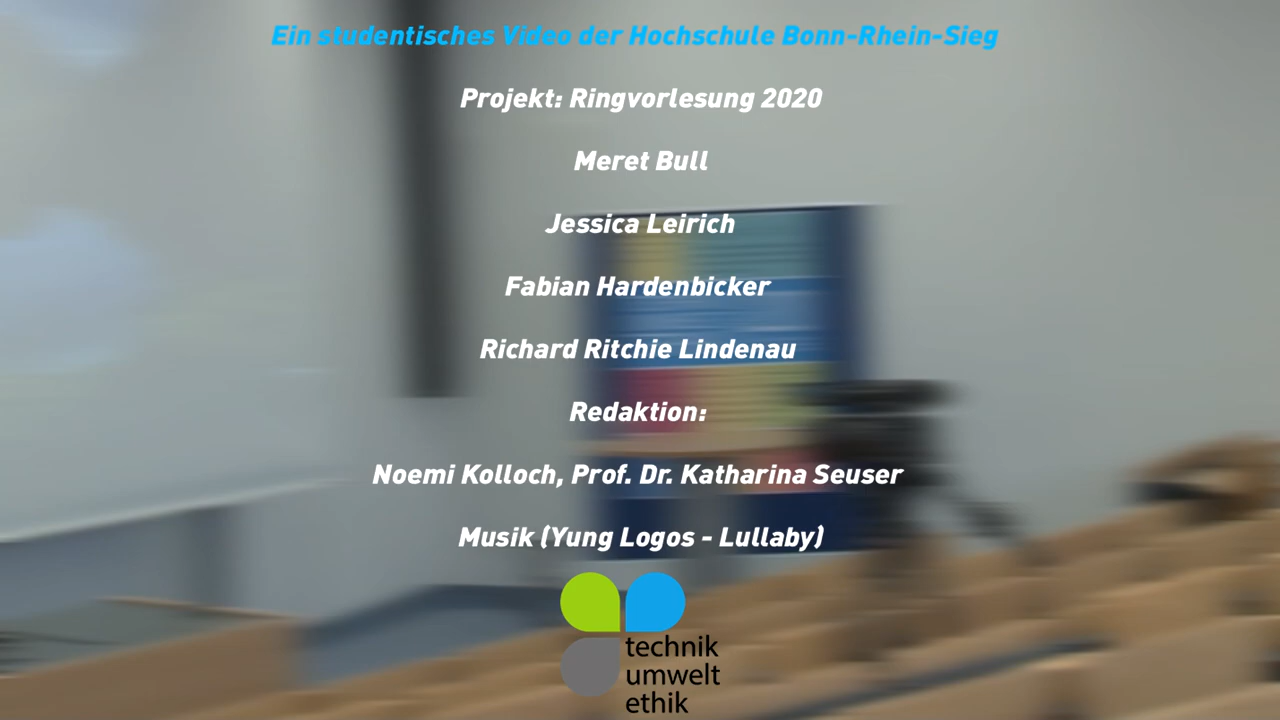 Ein studentisches Video der Hochschule Bonn-Rhein-Sieg
Projekt: Ringvorlesung 2020
Meret Bull
Jessica Leirich
Fabian Hardenbicker
Richard Ritchie Lindenau
Redaktion:
Noemi Kolloch, Prof. Dr. Katharina Seuser
Musik (Yung Logos - Lullaby)
technik
umwelt
ethik